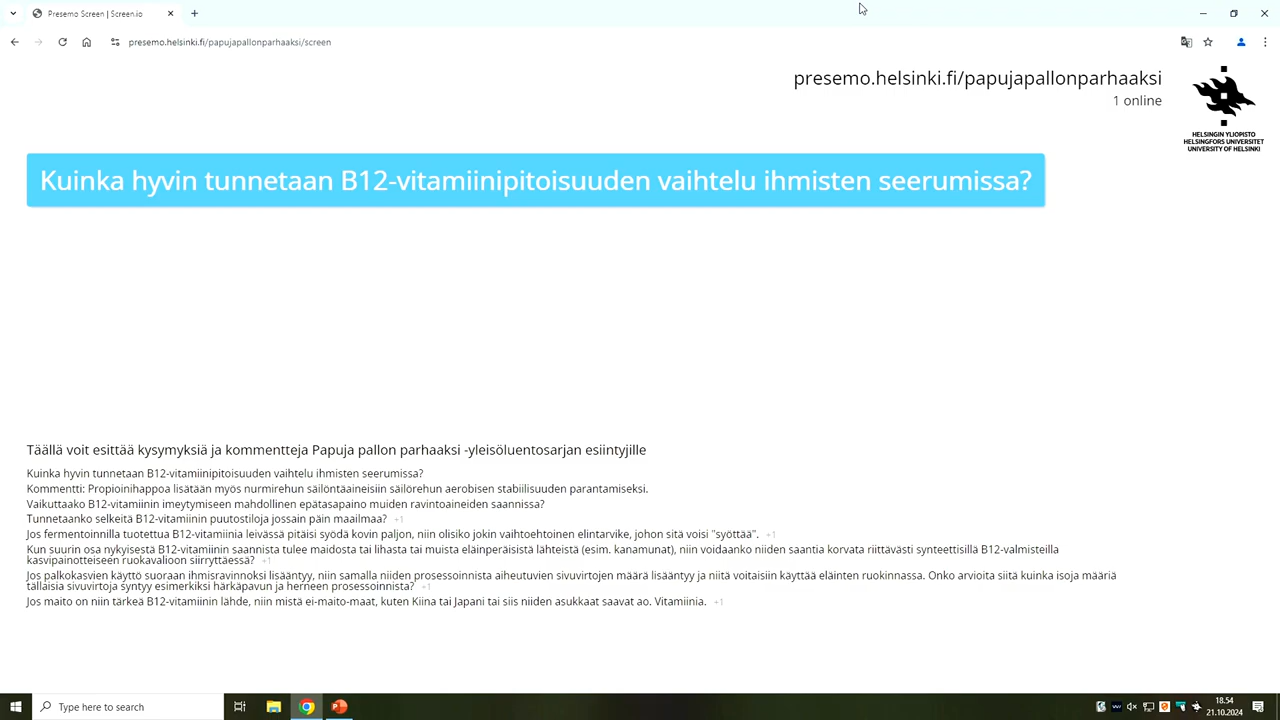 Presemo Screen | Screen.io
presemo.helsinki.fi/papujapallonparhaaksi/screen
presemo.helsinki.fi/papujapallonparhaaksi
1 online
HELSINGIN YLIOPISTO
HELSINGFORS UNIVERSITET
UNIVERSITY OF HELSINKI
Kuinka hyvin tunnetaan B12-vitamiinipitoisuuden vaihtelu ihmisten seerumissa?
Täällä voit esittää kysymyksiä ja kommentteja Papuja pallon parhaaksi -yleisöluentosarjan esiintyjille
Kuinka hyvin tunnetaan B12-vitamiinipitoisuuden vaihtelu ihmisten seerumissa?
Kommentti: Propionihappoa lisätään myös nurmirehun säilöntäaineisiin säilörehun aerobisen stabiilisuuden parantamiseksi.
Vaikuttaako B12-vitamiinin imeytymiseen mahdollinen epätasapaino muiden ravintoaineiden saannissa?
Tunnetaanko selkeitä B12-vitamiinin puutostiloja jossain päin maailmaa? +1
Jos fermentoinnilla tuotettua B12-vitamiinia leivässä pitäisi syödä kovin paljon, niin olisiko jokin vaihtoehtoinen elintarvike, johon sitä voisi "syöttää". +1
Kun suurin osa nykyisestä B12-vitamiinin saannista tulee maidosta tai lihasta tai muista eläinperäisistä lähteistä (esim. kanamunat), niin voidaanko niiden saantia korvata riittävästi synteettisillä B12-valmisteilla
kasvipainotteiseen ruokavalioon siirryttäessä? +1
Jos palkokasvien käyttö suoraan ihmisravinnoksi lisääntyy, niin samalla niiden prosessoinnista aiheutuvien sivuvirtojen määrä lisääntyy ja niitä voitaisiin käyttää eläinten ruokinnassa. Onko arvioita siitä kuinka isoja määriä
tällaisia sivuvirtoja syntyy esimerkiksi härkäpavun ja herneen prosessoinnista? +1
Jos maito on niin tärkeä B12-vitamiinin lähde, niin mistä ei-maito-maat, kuten Kiina tai Japani tai siis niiden asukkaat saavat ao. Vitamiinia. +1
Type here to search
18.54
21.10.2024